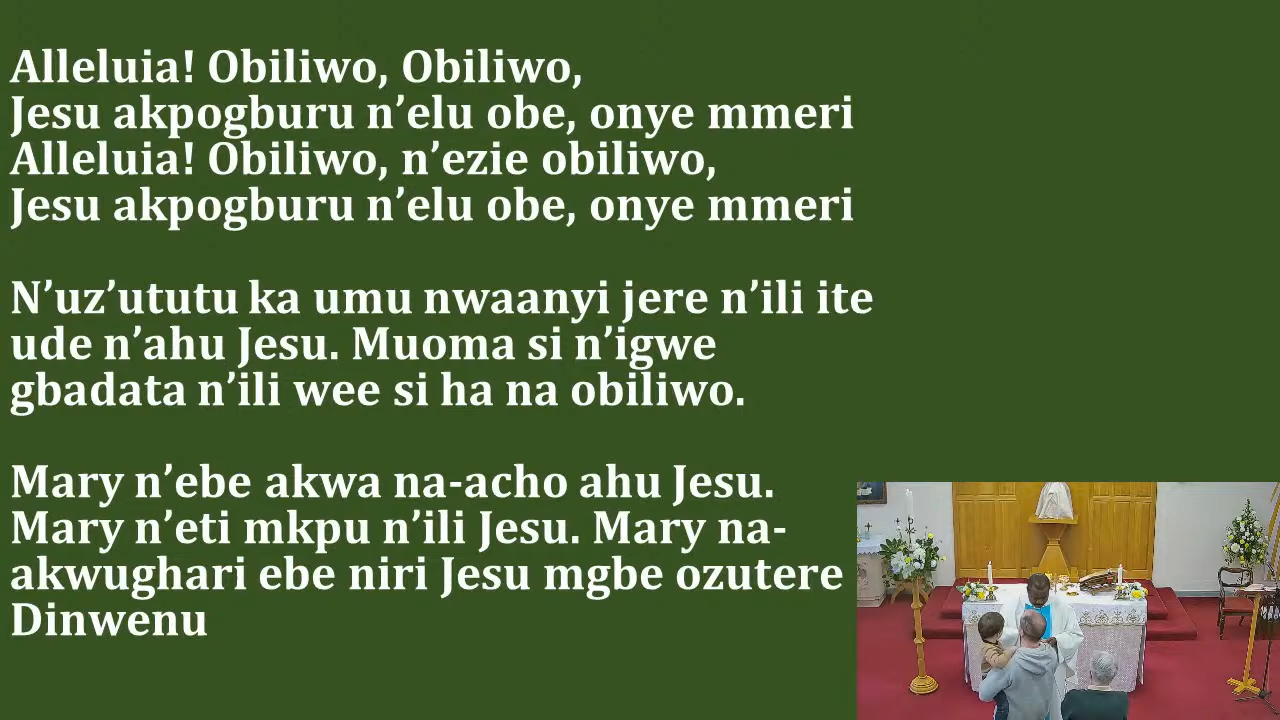 Alleluia! Obiliwo, Obiliwo,
Jesu akpogburu n’elu obe, onye mmeri
Alleluia! Obiliwo, n’ezie obiliwo,
Jesu akpogburu n’elu obe, onye mmeri
N’uz’ututu ka umu nwaanyi jere n’ili ite
ude n’ahu Jesu. Muoma si n’igwe
gbadata n’ili wee si ha na obiliwo.
Mary n’ebe akwa na-acho ahu Jesu.
Mary n’eti mkpu n’ili Jesu. Mary na-
akwughari ebe niri Jesu mgbe ozutere
Dinwenu